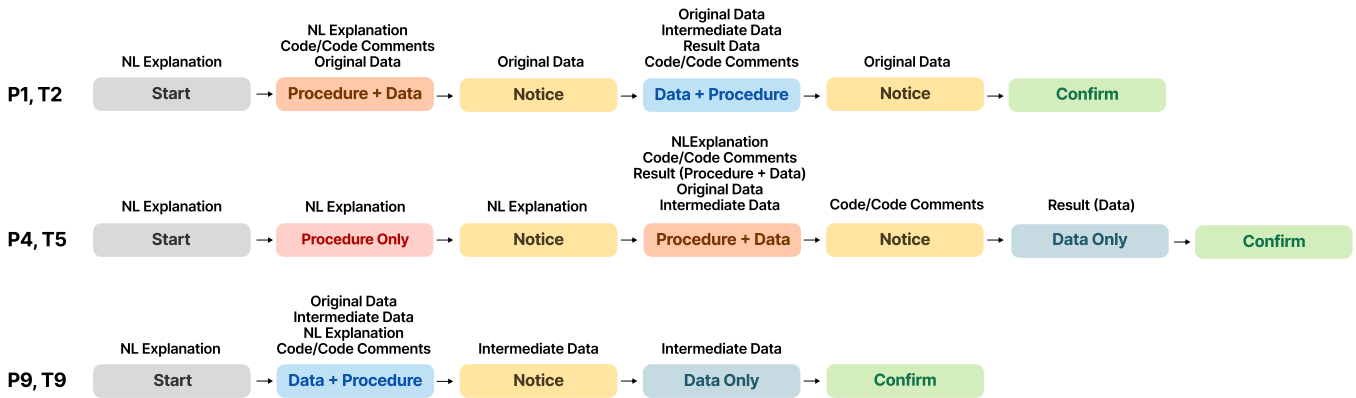 Original Data
NL Explanation Intermediate Data
Code/Code Comments Result Data
NL Explanation Original Data Original Data Code/Code Comments Original Data
P1, T2 Start Procedure + Data Notice Data + Procedure Notice Confirm
NLExplanation
Code/Code Comments
Result (Procedure + Data)
Original Data
NL Explanation NL Explanation NL Explanation Intermediate Data Code/Code Comments Result (Data)
P4, T5 Start Procedure Only Notice Procedure + Data Notice Data Only Confirm
Original Data
Intermediate Data
NL Explanation
NL Explanation Code/Code Comments Intermediate Data Intermediate Data
P9, T9 Start Data + Procedure Notice Data Only Confirm